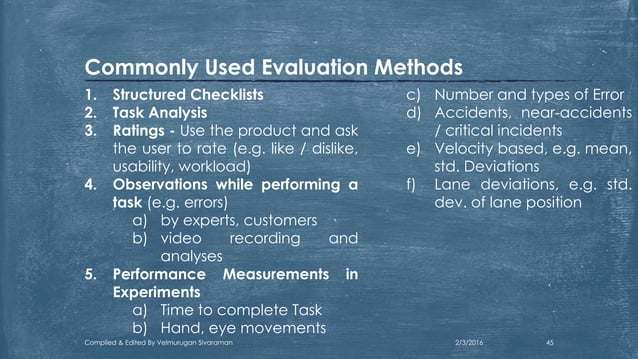 Commonly Used Evaluation Methods
1. Structured Checklists
2. Task Analysis
3. Ratings - Use the product and ask
the user to rate (e.g. like / dislike,
usability, workload)
4. Observations while performing a
task (e.g. errors)
a) by experts, customers
b) video recording and
analyses
5. Performance Measurements in
Experiments
a) Time to complete Task
b) Hand, eye movements
c) Number and types of Error
d) Accidents, near-accidents
/ critical incidents
e) Velocity based, e.g. mean,
std. Deviations
f) Lane deviations, e.g. std.
dev. of lane position
Complied & Edited By Velmurugan Sivaraman
2/3/2016
45